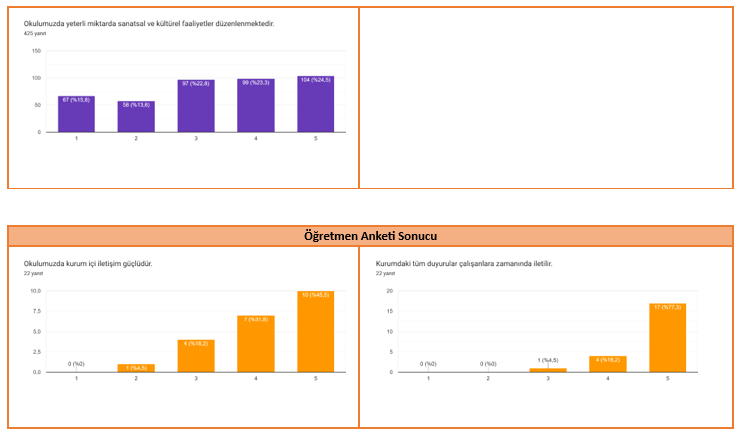 Okulumuzda yeterli miktarda sanatsal ve kültürel faaliyetler düzenlenmektedir.
425 yanıt
150
100
50
0
67 (%15,8)
58 (%13,6)
97 (%22,8)
99 (%23,3)
104 (%24,5)
1 2 3 4 5
Öğretmen Anketi Sonucu
Okulumuzda kurum içi iletişim güçlüdür.
22 yanıt
10,0
7,5
5,0
2,5
0,0
0 (%0)
1 (%4,5)
4 (%18,2)
7 (%31,8)
10 (%45,5)
1 2 3 4 5
Kurumdaki tüm duyurular çalışanlara zamanında iletilir.
22 yanıt
20
15
10
5
0
0 (%0)
0 (%0)
1 (%4,5)
4 (%18,2)
17 (%77,3)
1 2 3 4 5